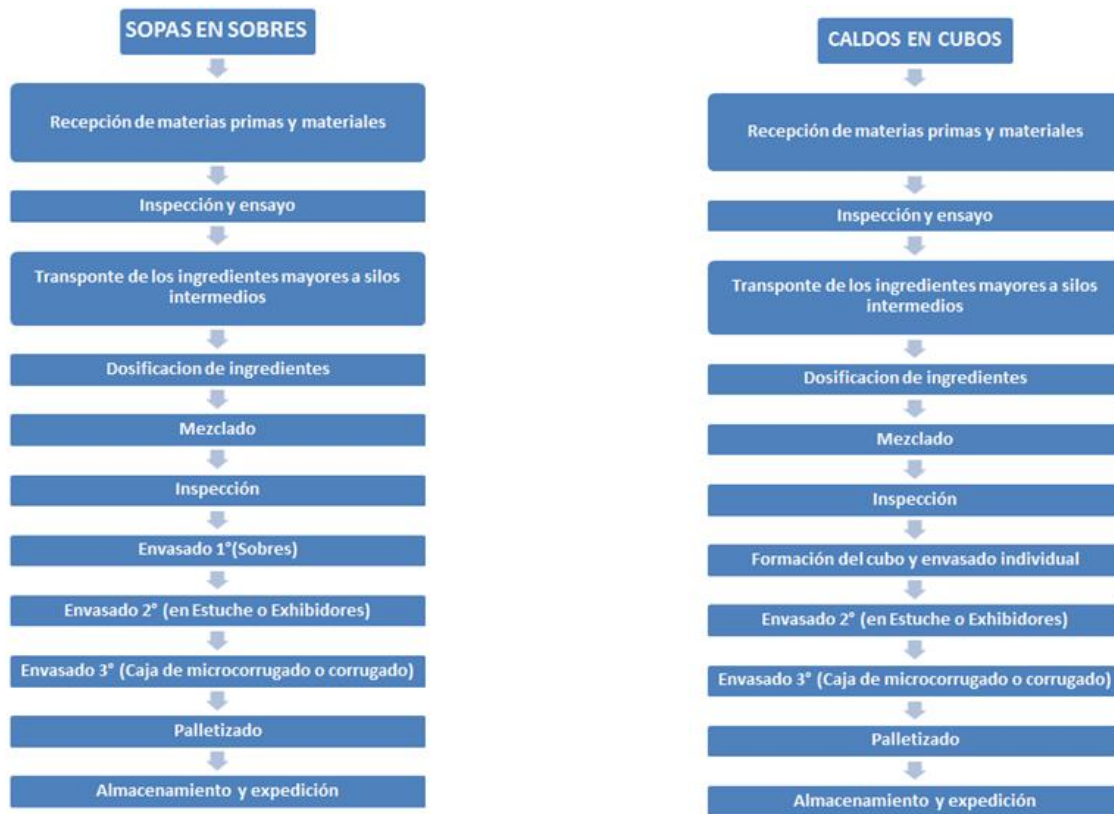 SOPAS EN SOBRES
Recepción de materias primas y materiales
Inspección y ensayo
Transponte de los ingredientes mayores a silos
intermedios
Dosificacion de ingredientes
Mezclado
Inspección
Envasado 1°(Sobres)
Envasado 2° (en Estuche o Exhibidores)
Envasado 3° (Caja de microcorrugado o corrugado)
Palletizado
Almacenamiento y expedición
CALDOS EN CUBOS
Recepción de materias primas y materiales
Inspección y ensayo
Transponte de los ingredientes mayores a silos
intermedios
Dosificacion de ingredientes
Mezclado
Inspección
Formación del cubo y envasado individual
Envasado 2° (en Estuche o Exhibidores)
Envasado 3° (Caja de microcorrugado o corrugado)
Palletizado
Almacenamiento y expedición